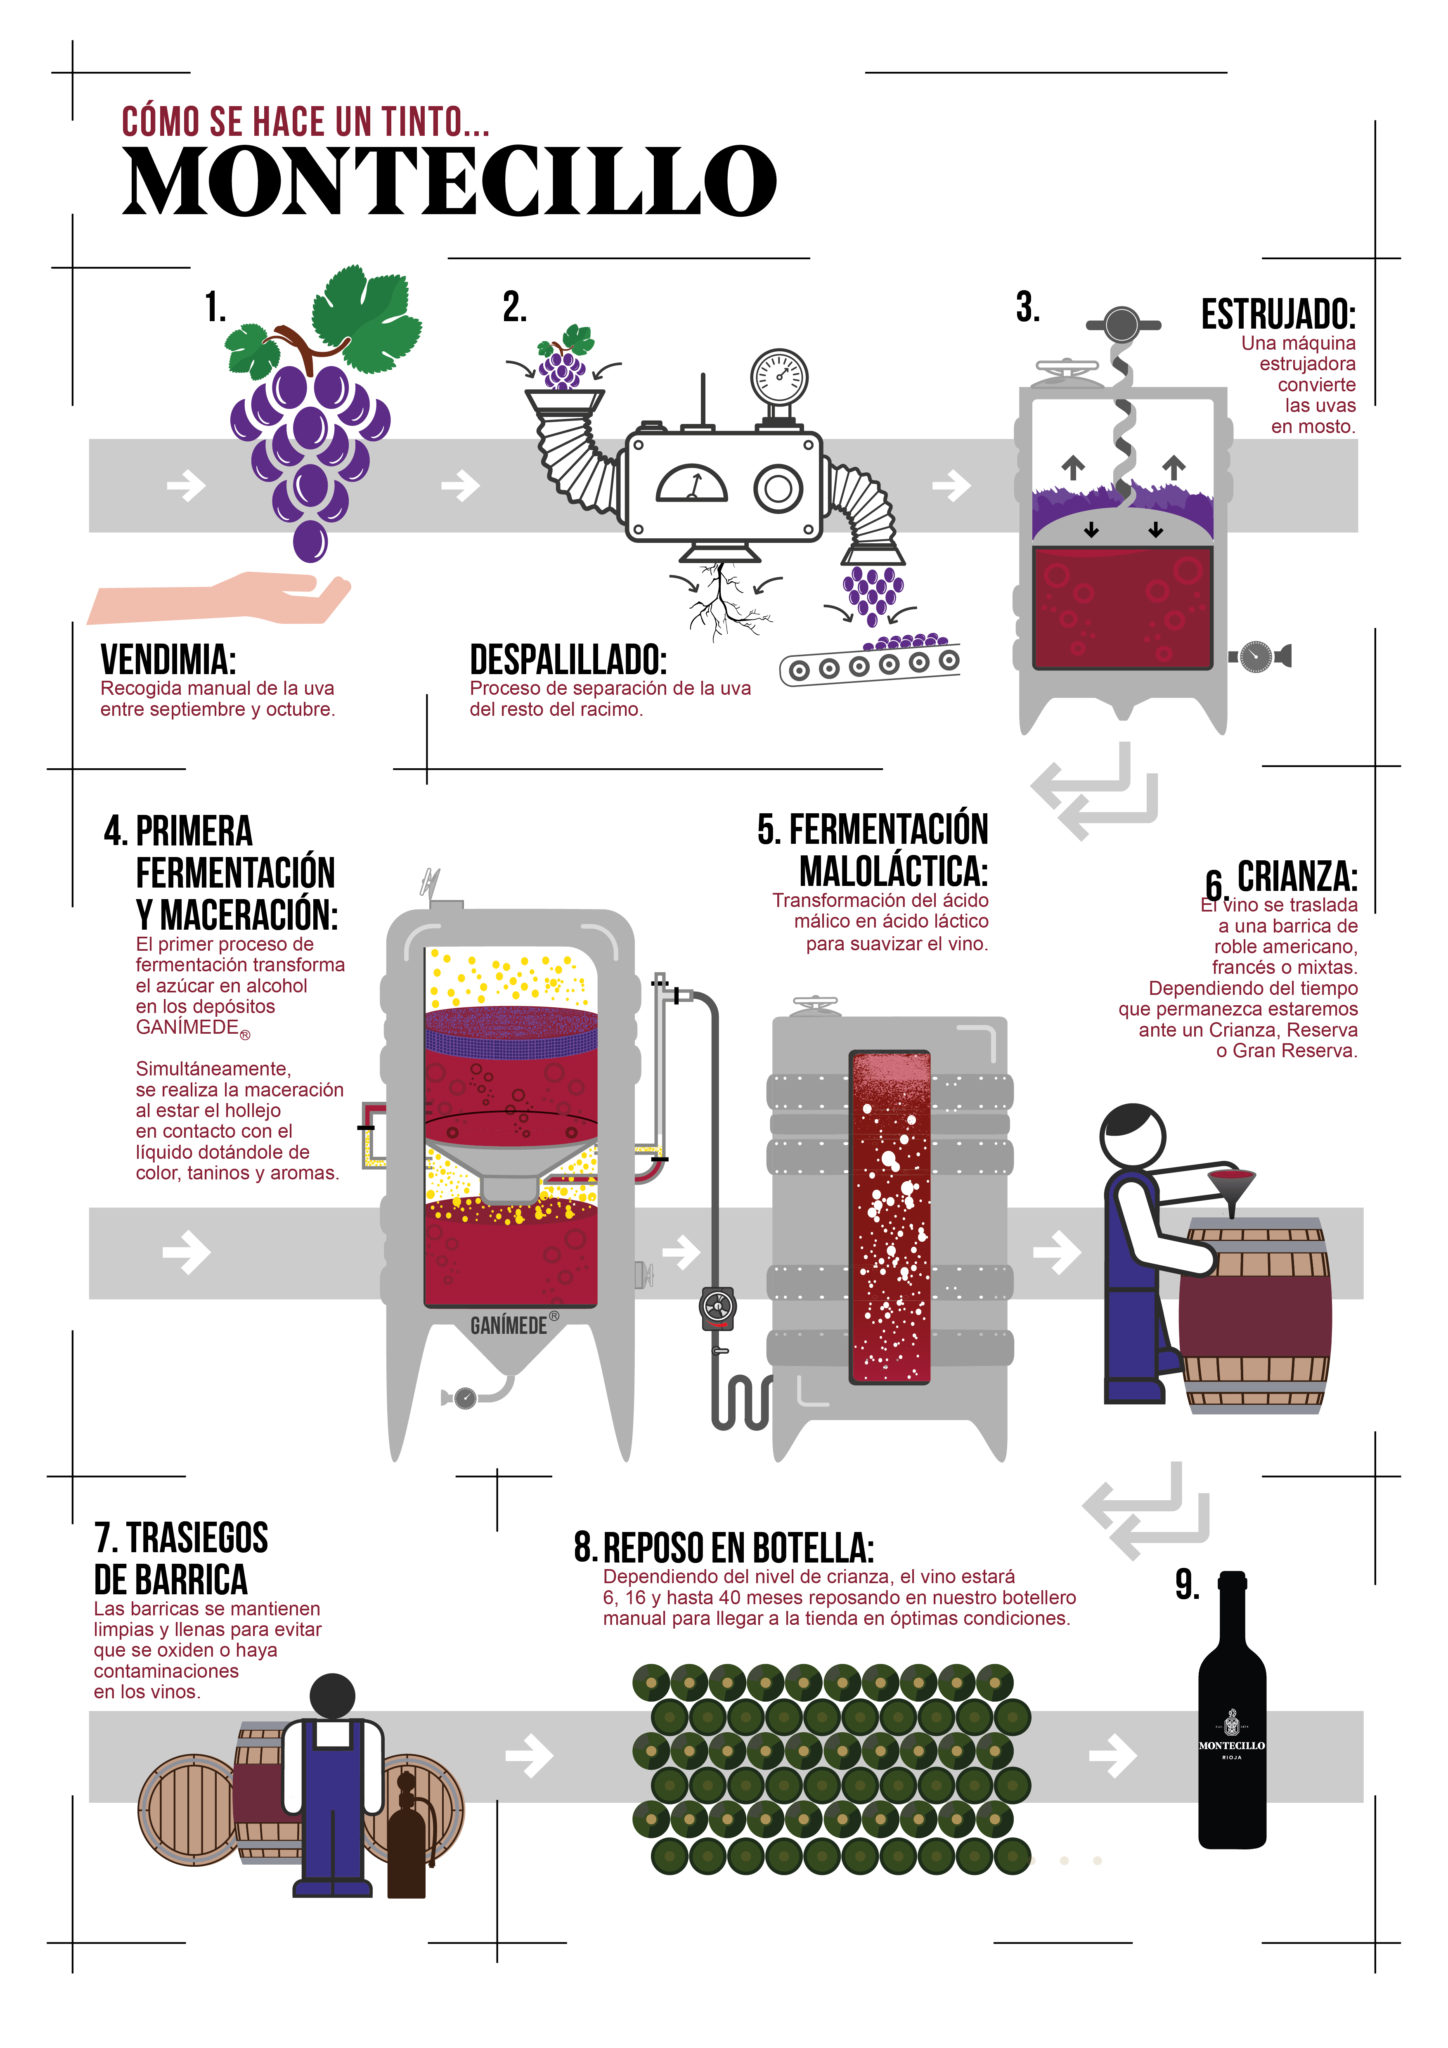 CÓMO SE HACE UN TINTO...
MONTECILLO
1.
VENDIMIA:
Recogida manual de la uva
entre septiembre y octubre.
2.
DESPALILLADO:
Proceso de separación de la uva
del resto del racimo.
3.
ESTRUJADO:
Una máquina
estrujadora
convierte
las uvas
en mosto.
4. PRIMERA
FERMENTACIÓN
Y MACERACIÓN:
El primer proceso de
fermentación transforma
el azúcar en alcohol
en los depósitos
GANÍMEDE®
Simultáneamente,
se realiza la maceración
al estar el hollejo
en contacto con el
líquido dotándole de
color, taninos y aromas.
GANÍMEDE®
5. FERMENTACIÓN
MALOLÁCTICA:
Transformación del ácido
málico en ácido láctico
para suavizar el vino.
6. CRIANZA:
El vino se traslada
a una barrica de
roble americano,
francés o mixtas.
Dependiendo del tiempo
que permanezca estaremos
ante un Crianza, Reserva
o Gran Reserva.
7. TRASIEGOS
DE BARRICA
Las barricas se mantienen
limpias y llenas para evitar
que se oxiden o haya
contaminaciones
en los vinos.
8. REPOSO EN BOTELLA:
Dependiendo del nivel de crianza, el vino estará
6, 16 y hasta 40 meses reposando en nuestro botellero
manual para llegar a la tienda en óptimas condiciones.
9.
MONTECILLO
RIOJA